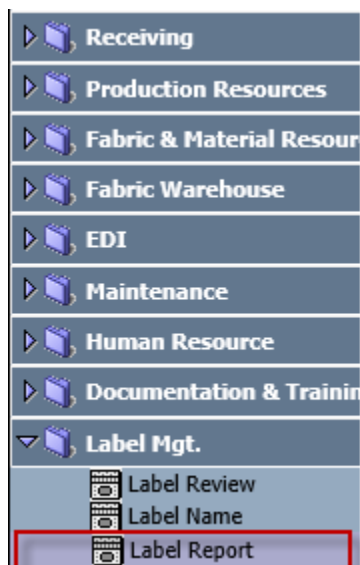 Receiving
Production Resources
Fabric & Material Resour
Fabric Warehouse
EDI
Maintenance
Human Resource
Documentation & Trainin
Label Mgt.
Label Review
Label Name
Label Report